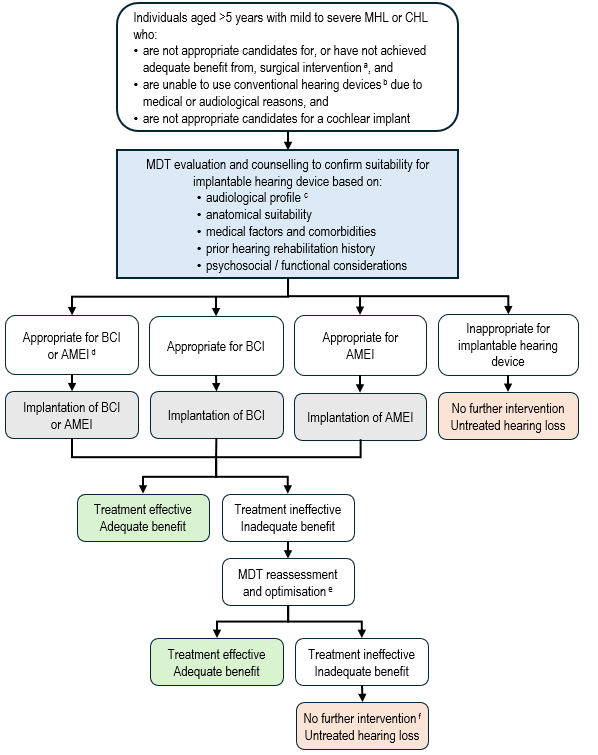 Individuals aged >5 years with mild to severe MHL or CHL
who:
• are not appropriate candidates for, or have not achieved
adequate benefit from, surgical intervention ᵃ, and
• are unable to use conventional hearing devices ᵇ due to
medical or audiological reasons, and
• are not appropriate candidates for a cochlear implant
MDT evaluation and counselling to confirm suitability for
implantable hearing device based on:
• audiological profile ᶜ
• anatomical suitability
• medical factors and comorbidities
• prior hearing rehabilitation history
• psychosocial / functional considerations
Appropriate for BCI
or AMEI ᵈ
Appropriate for BCI
Appropriate for
AMEI
Inappropriate for
implantable hearing
device
Implantation of BCI
or AMEI
Implantation of BCI
Implantation of AMEI
No further intervention
Untreated hearing loss
Treatment effective
Adequate benefit
Treatment ineffective
Inadequate benefit
MDT reassessment
and optimisation ᵉ
Treatment effective
Adequate benefit
Treatment ineffective
Inadequate benefit
No further intervention ᶠ
Untreated hearing loss